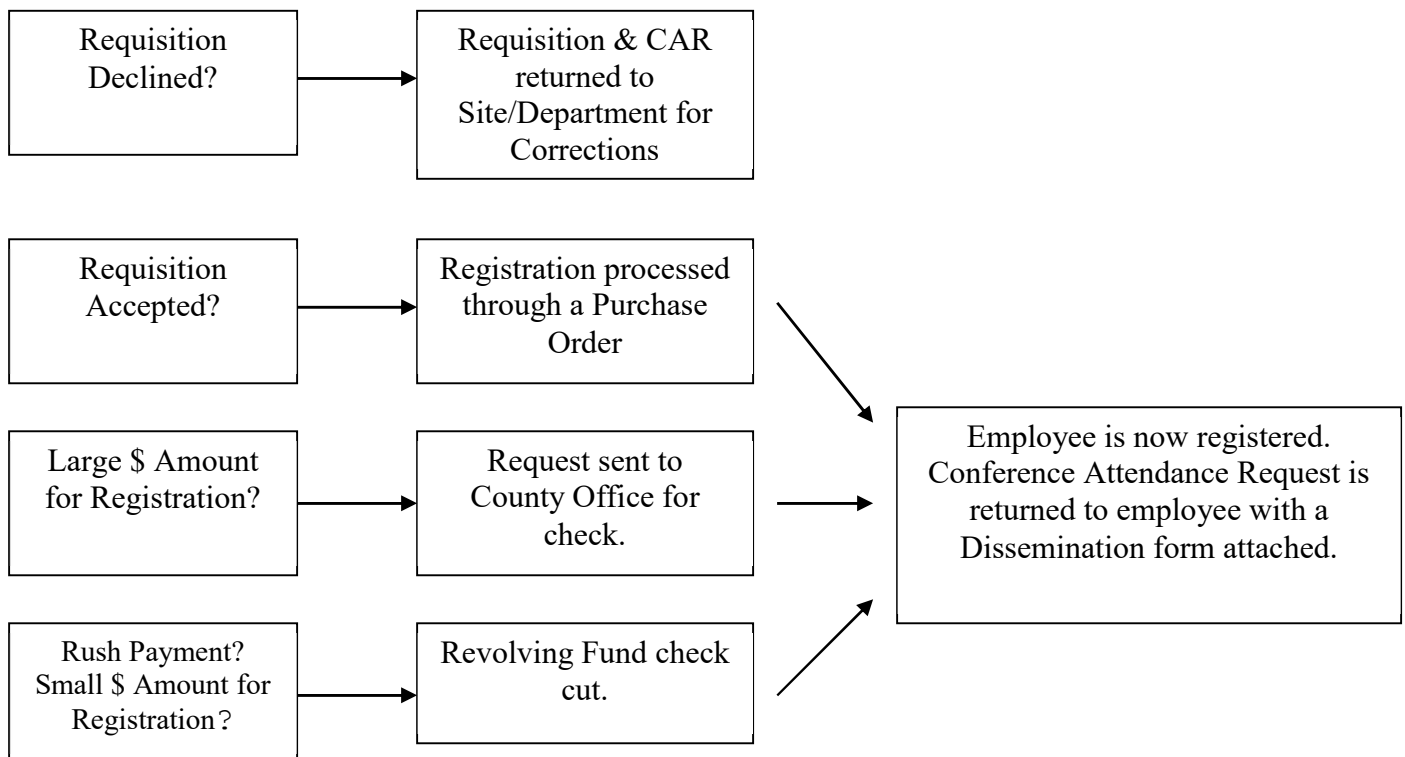 Requisition
Declined?
Requisition & CAR
returned to
Site/Department for
Corrections
Requisition
Accepted?
Registration processed
through a Purchase
Order
Large $ Amount
for Registration?
Request sent to
County Office for
check.
Employee is now registered.
Conference Attendance Request is
returned to employee with a
Dissemination form attached.
Rush Payment?
Small $ Amount for
Registration?
Revolving Fund check
cut.